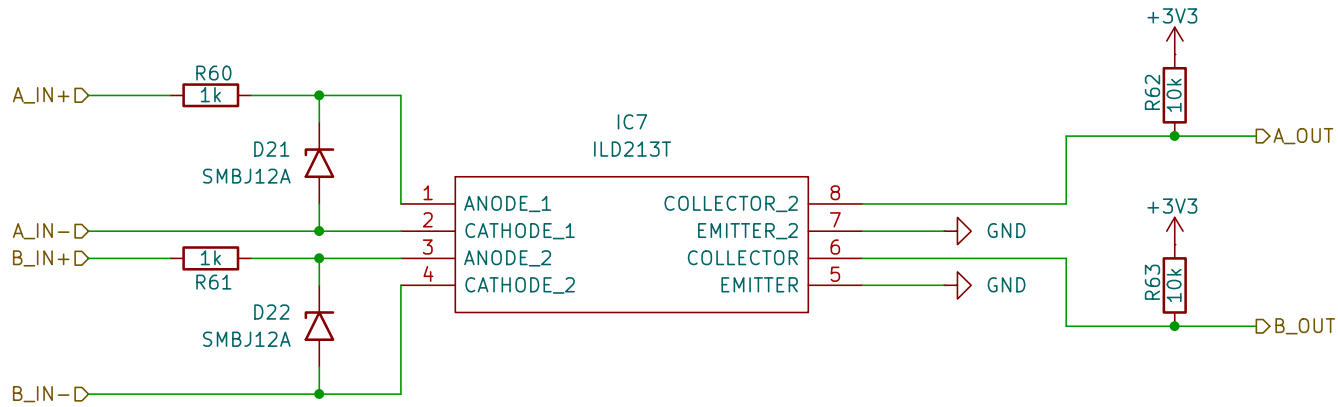 +3V3
R60
A_IN+
1k
R62
10k
IC7
ILD213T
A_OUT
D21
SMBJ12A
1
ANODE_1
COLLECTOR_2
8
+3V3
A_IN-
2
CATHODE_1
EMITTER_2
7
GND
B_IN+
1k
3
ANODE_2
COLLECTOR
6
R61
4
CATHODE_2
EMITTER
5
GND
R63
10k
D22
SMBJ12A
B_OUT
B_IN-